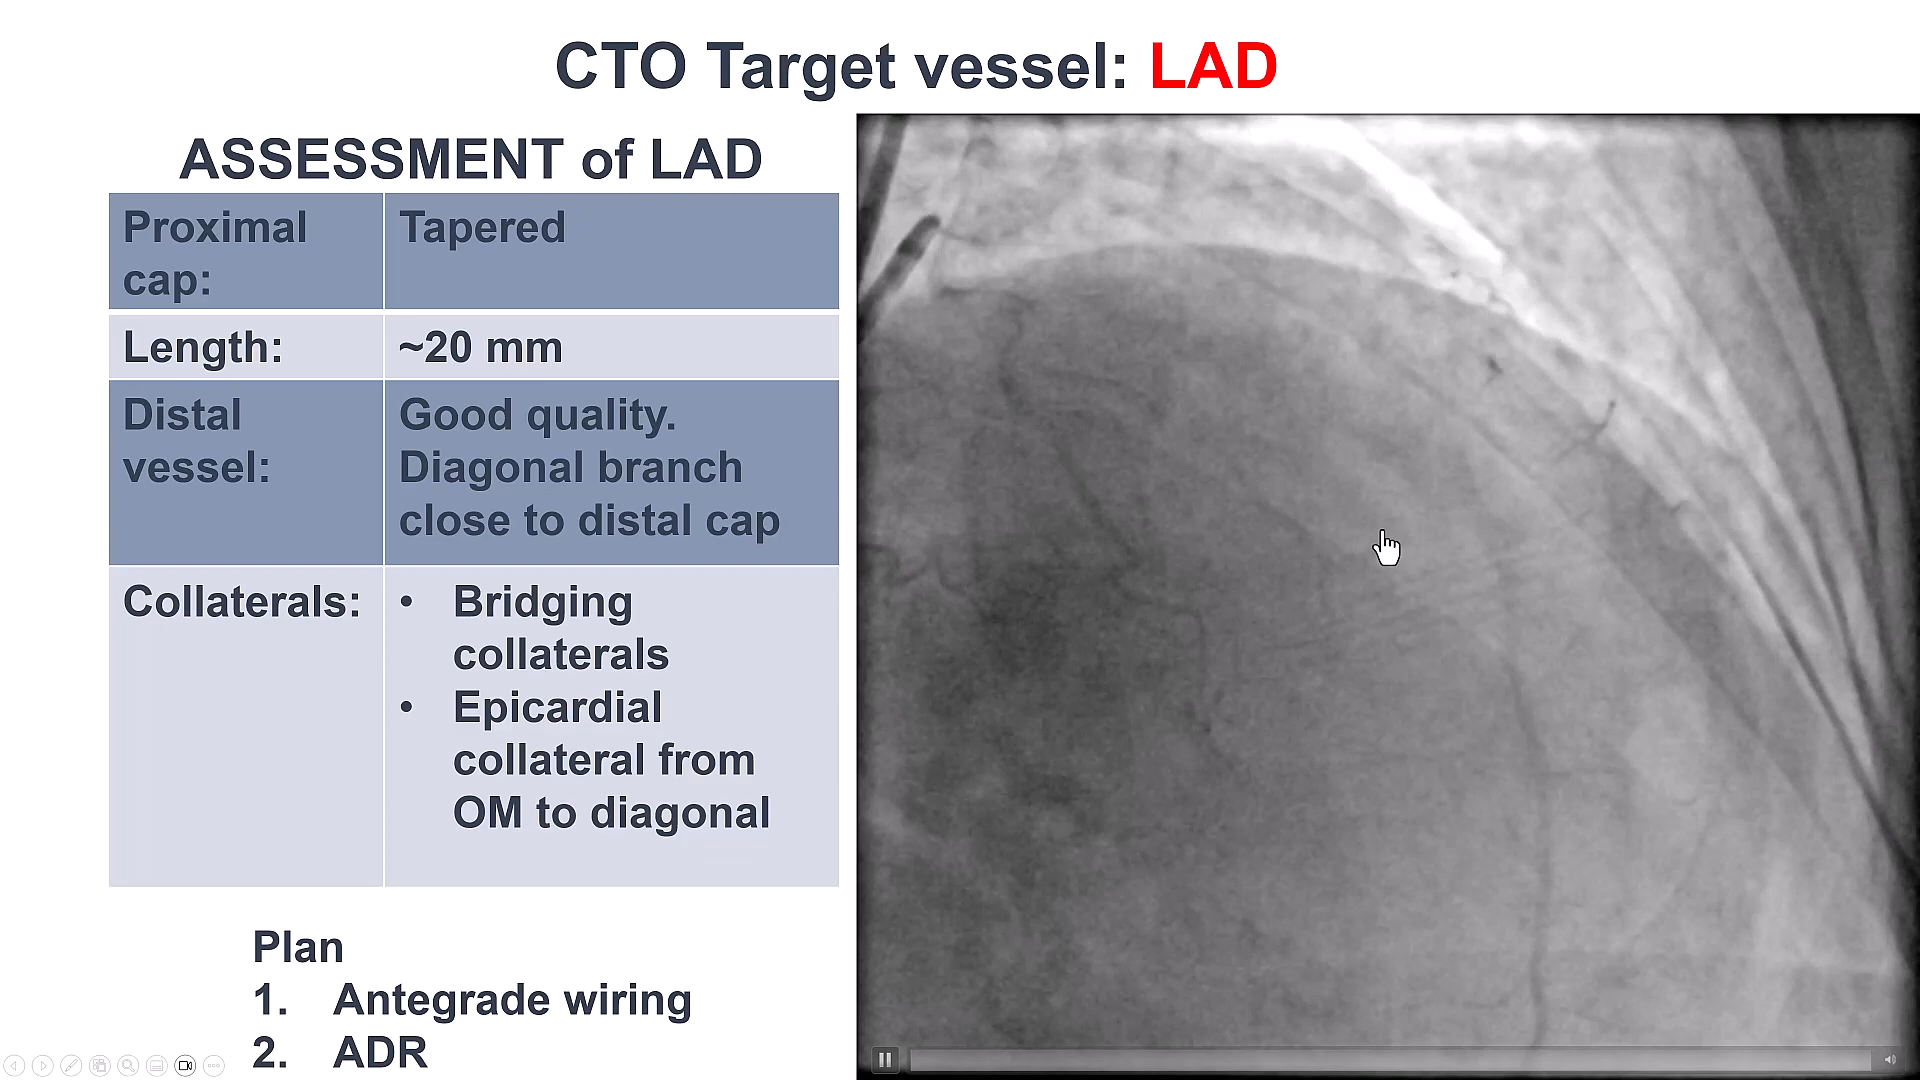 CTO Target vessel: LAD
ASSESSMENT of LAD
Proximal
cap:
Tapered
Length:
~20 mm
Distal
vessel:
Good quality.
Diagonal branch
close to distal cap
Collaterals:
• Bridging
collaterals
• Epicardial
collateral from
OM to diagonal
Plan
1. Antegrade wiring
2. ADR